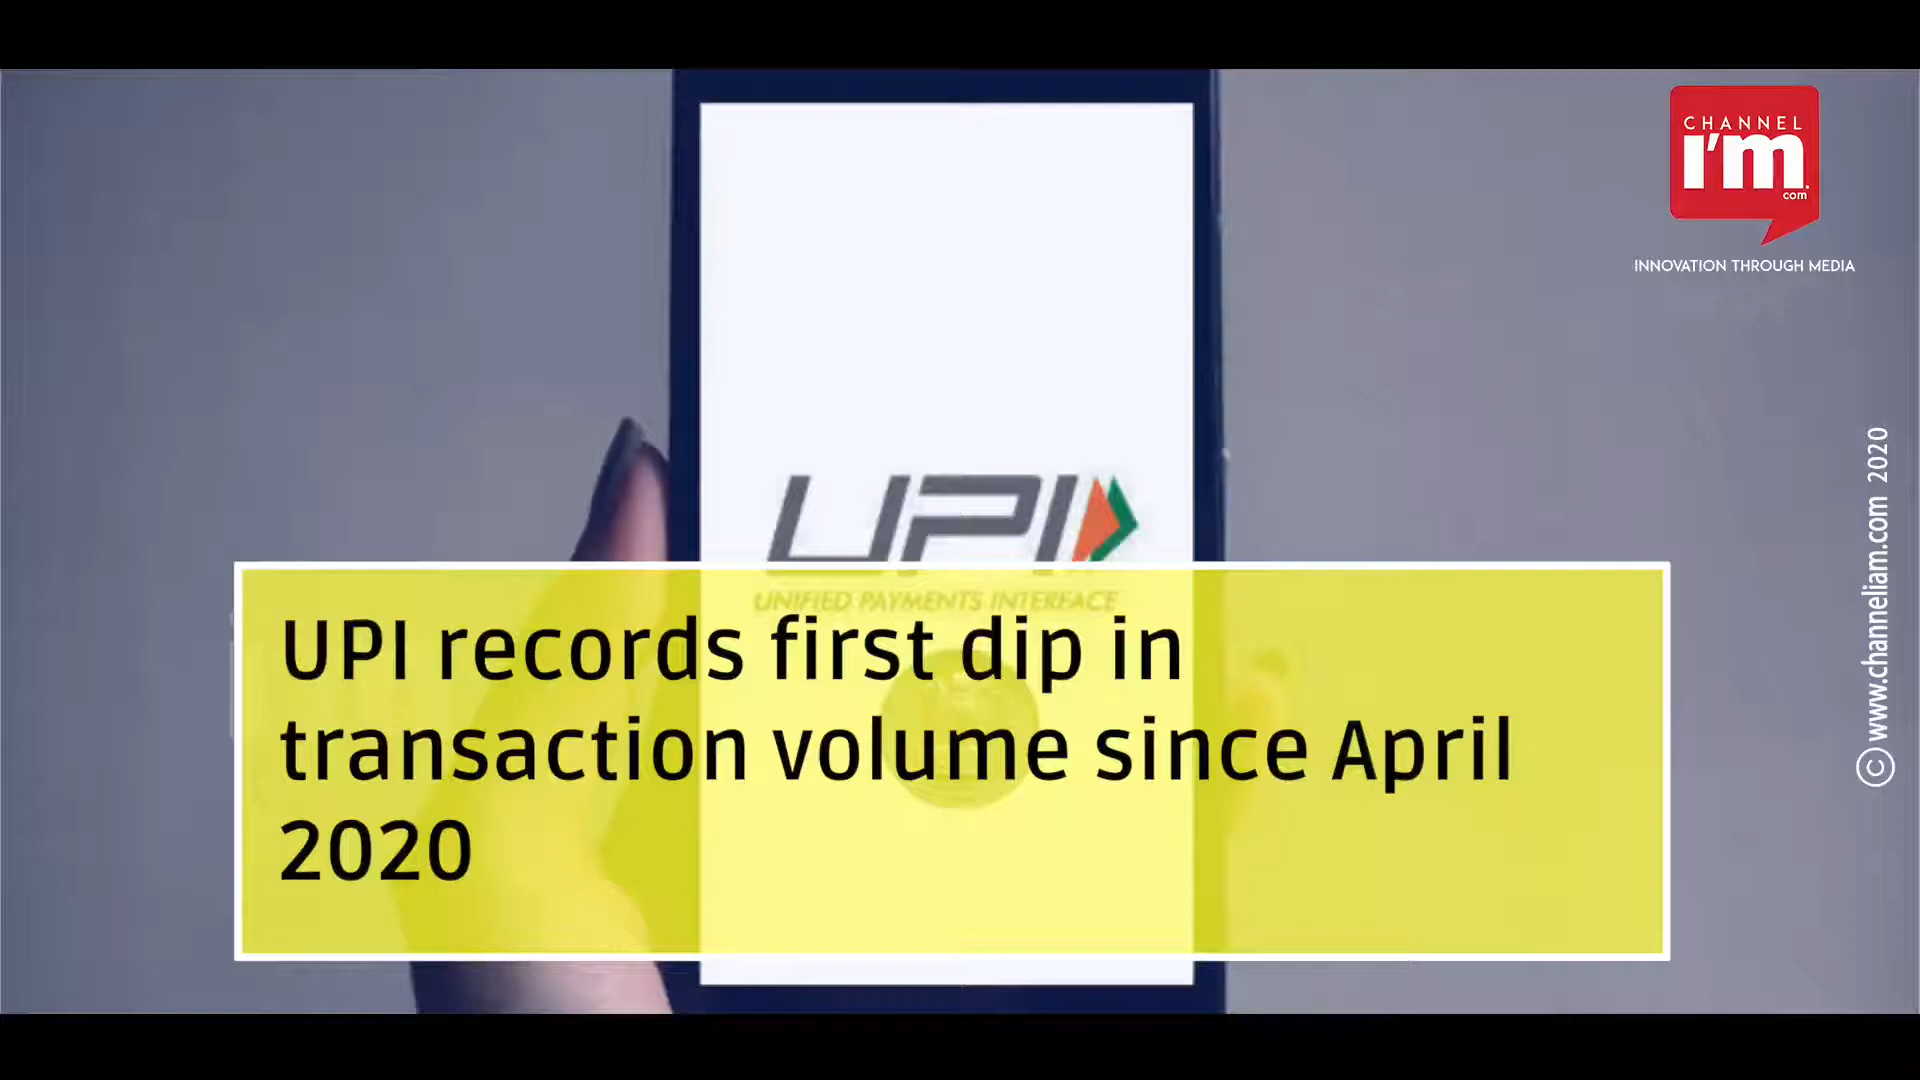 CHANNEL
i'm
.com
INNOVATION THROUGH MEDIA
UPI
UNIFIED PAYMENTS INTERFACE
UPI records first dip in
transaction volume since April
2020
© www.channeliam.com 2020